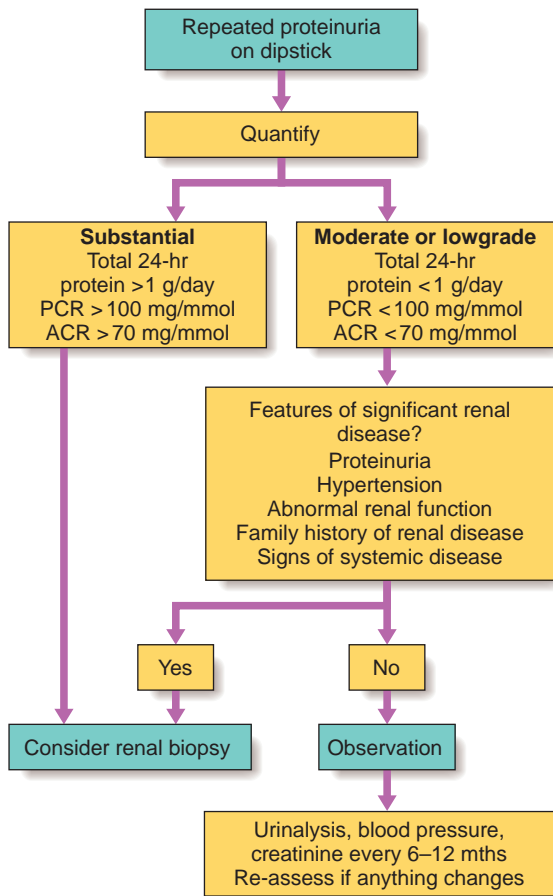 Repeated proteinuria
on dipstick
Quantify
Substantial
Total 24-hr
protein >1 g/day
PCR >100 mg/mmol
ACR >70 mg/mmol
Moderate or lowgrade
Total 24-hr
protein <1 g/day
PCR <100 mg/mmol
ACR <70 mg/mmol
Features of significant renal
disease?
Proteinuria
Hypertension
Abnormal renal function
Family history of renal disease
Signs of systemic disease
Yes
No
Consider renal biopsy
Observation
Urinalysis, blood pressure,
creatinine every 6–12 mths
Re-assess if anything changes